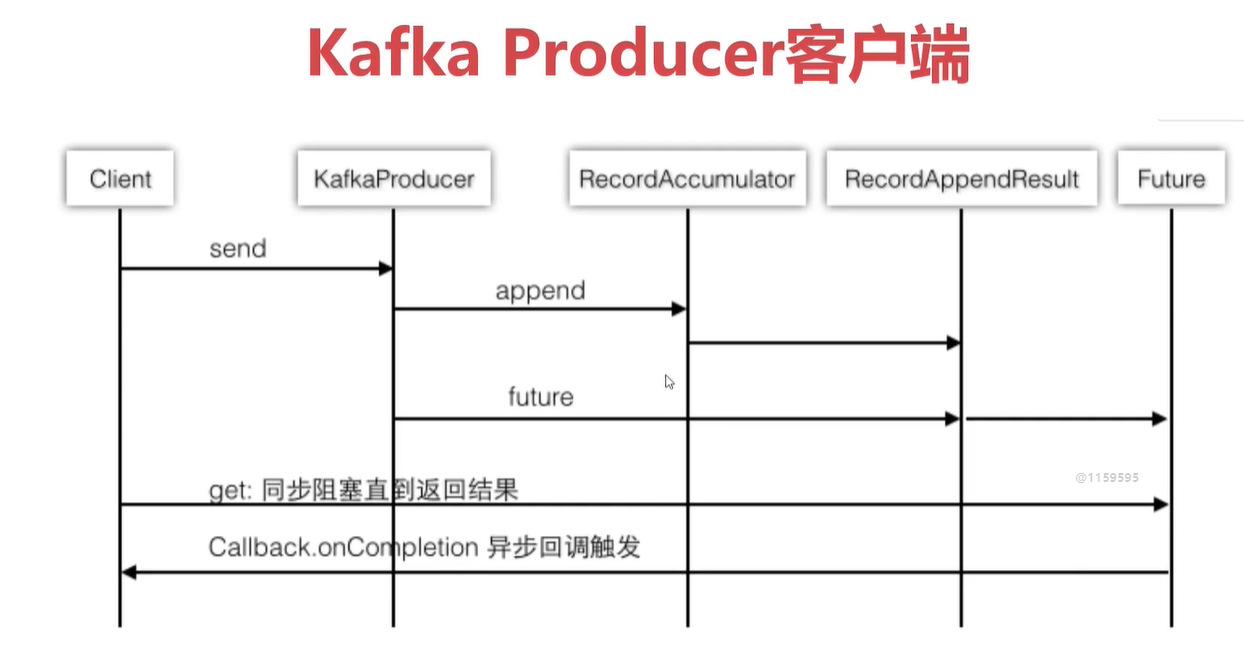 Kafka Producer客户端
Client
KafkaProducer
RecordAccumulator
RecordAppendResult
Future
send
append
future
@1159595
get: 同步阻塞直到返回结果
Callback.onCompletion 异步回调触发